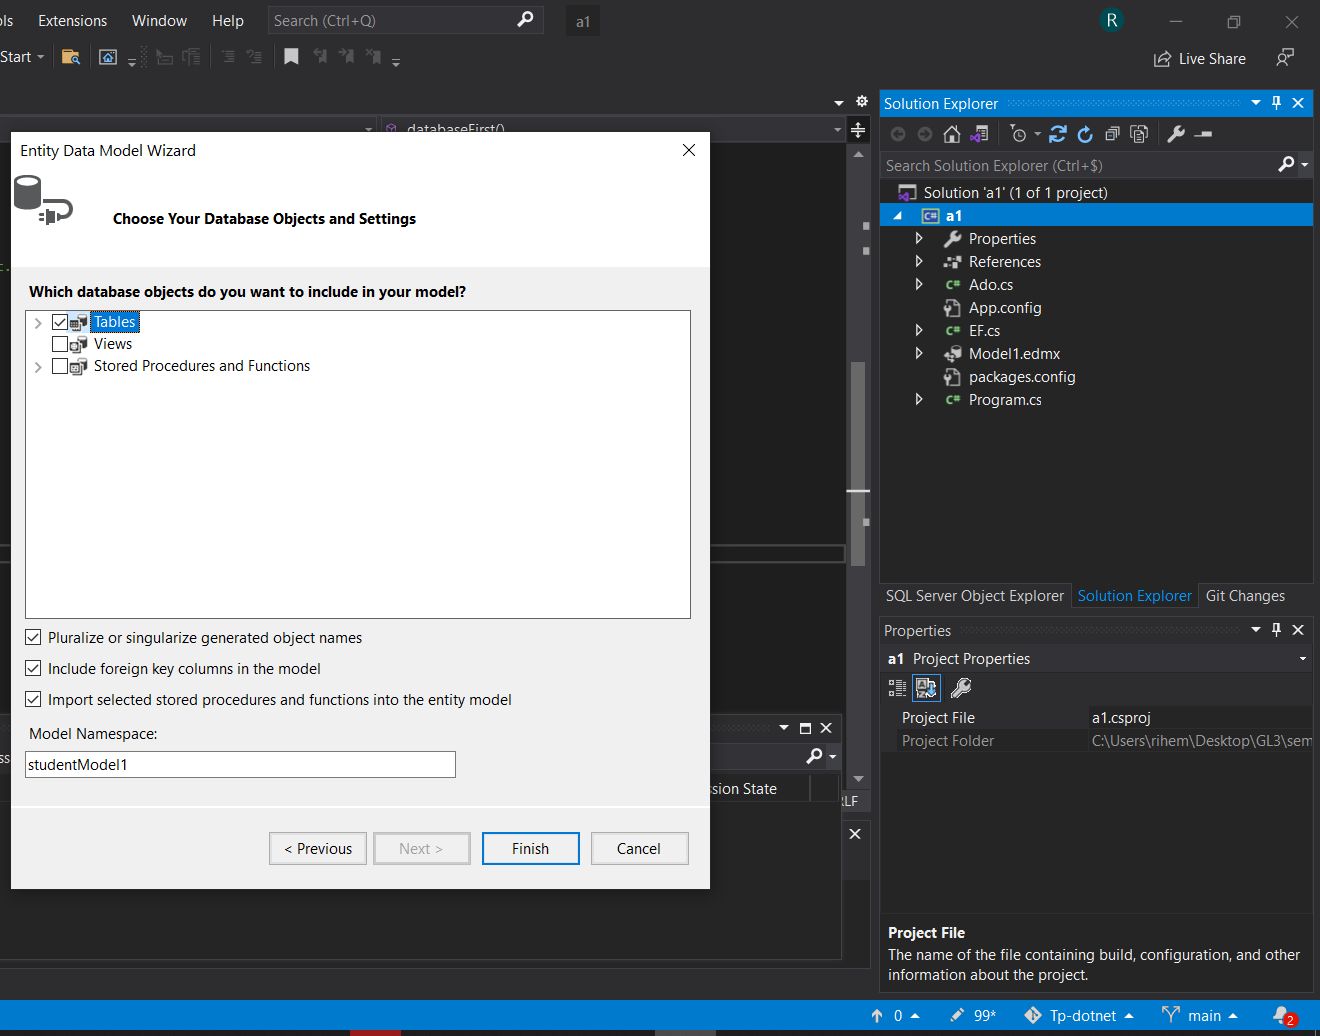 ols Extensions Window Help Search (Ctrl+Q) a1 R
Start Live Share
databaseFirst()
Entity Data Model Wizard
Choose Your Database Objects and Settings
Which database objects do you want to include in your model?
Tables
Views
Stored Procedures and Functions
Pluralize or singularize generated object names
Include foreign key columns in the model
Import selected stored procedures and functions into the entity model
Model Namespace:
studentModel1
< Previous Next > Finish Cancel
ssion State
RLF
Solution Explorer
Search Solution Explorer (Ctrl+$)
Solution 'a1' (1 of 1 project)
C# a1
Properties
References
C# Ado.cs
App.config
C# EF.cs
Model1.edmx
packages.config
C# Program.cs
SQL Server Object Explorer Solution Explorer Git Changes
Properties
a1 Project Properties
Project File a1.csproj
Project Folder C:\Users\rihem\Desktop\GL3\sem
Project File
The name of the file containing build, configuration, and other
information about the project.
0 99* Tp-dotnet main 2